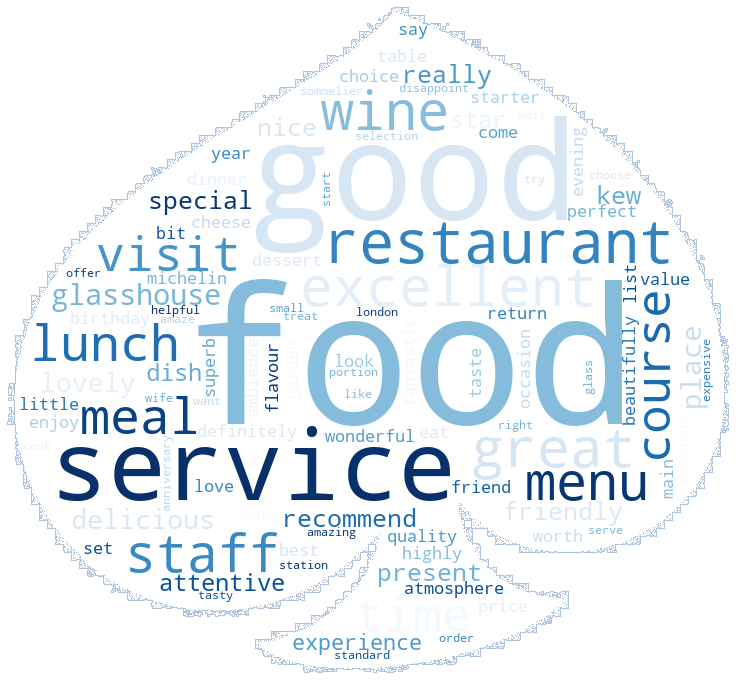 say
table
choice
really
sommelier
disappoint
starter
wine
star
wait
nice
selection
come
good
evening
year
dinner
start
try
choose
special
kew
cheese
perfect
bit
visit
restaurant
dessert
offer
michelin
excellent
list
value
glasshouse
helpful
small
london
return
birthday
amaze
treat
food
course
lunch
superb
ambience
garden
fantastic
look
taste
occasion
beautifully
place
expensive
dish
portion
glass
lovely
flavour
like
little
meal
wife
want
enjoy
definitely
wonderful
eat
right
great
cook
service
anniversary
love
friend
menu
main
delicious
make
recommend
friendly
amazing
quality
worth
serve
set
staff
best
highly
station
attentive
present
tasty
atmosphere
time
price
experience
order
standard